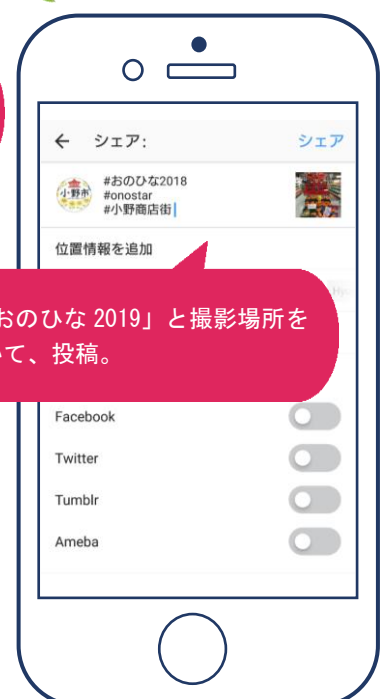 シェア:
シェア
小野市
#おのひな2018
#onostar
#小野商店街
位置情報を追加
おのひな 2019」と撮影場所を
いて、投稿。
Facebook
Twitter
Tumblr
Ameba